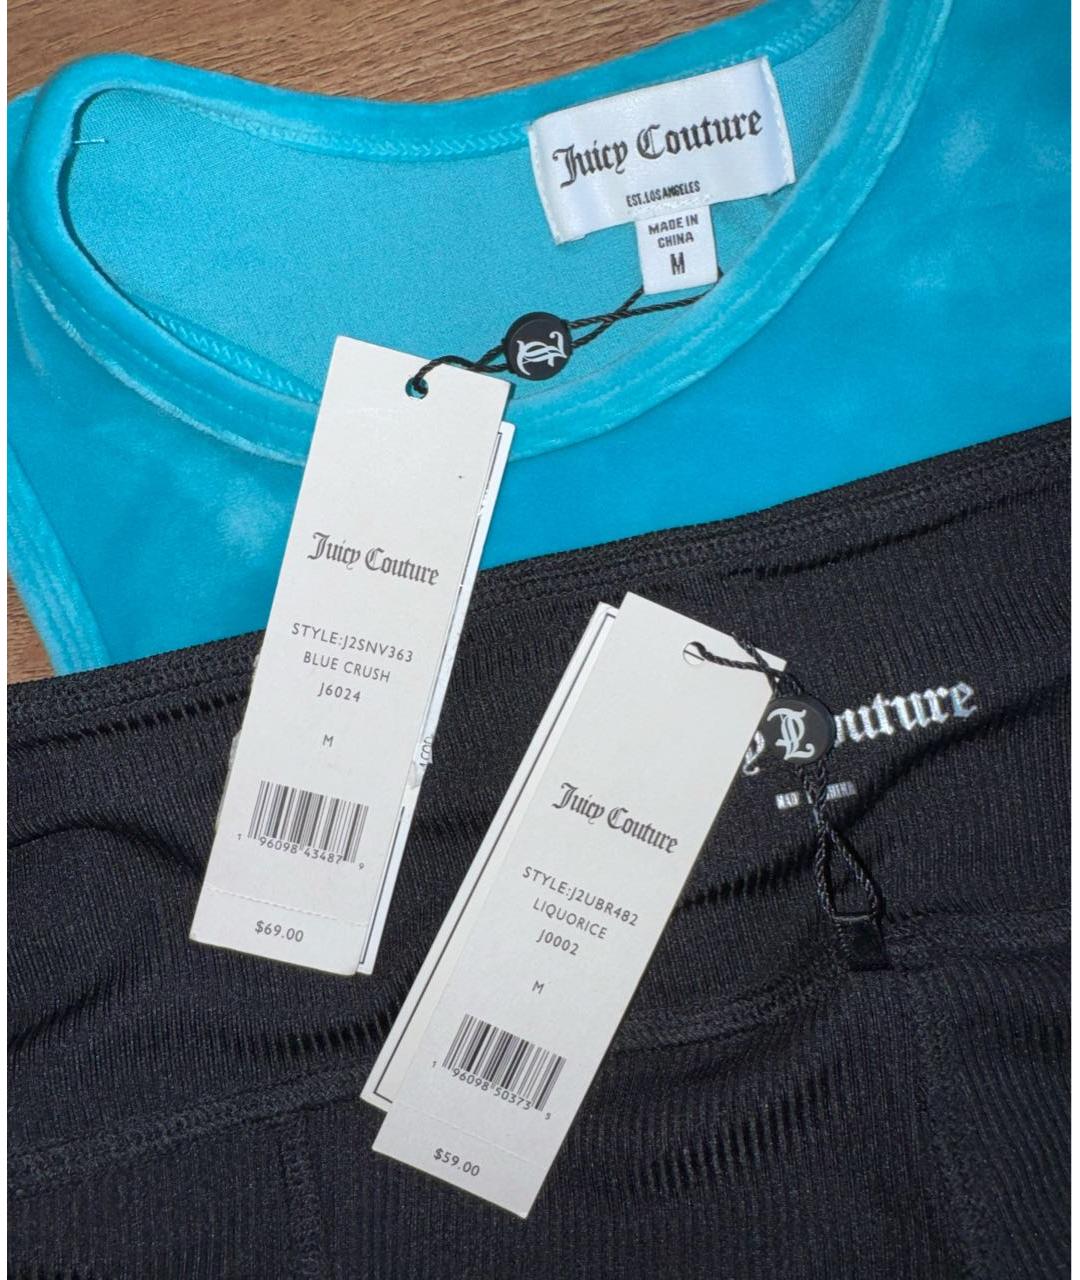 Juicy Couture
EST.LOS ANGELES
MADE IN
CHINA
M
Juicy Couture
STYLE:J2SNV363
BLUE CRUSH
J6024
M
1 96098 43487 9
$69.00
Juicy Couture
STYLE:J2UBR482
LIQUORICE
J0002
M
1 96098 50373 5
$59.00
y outure